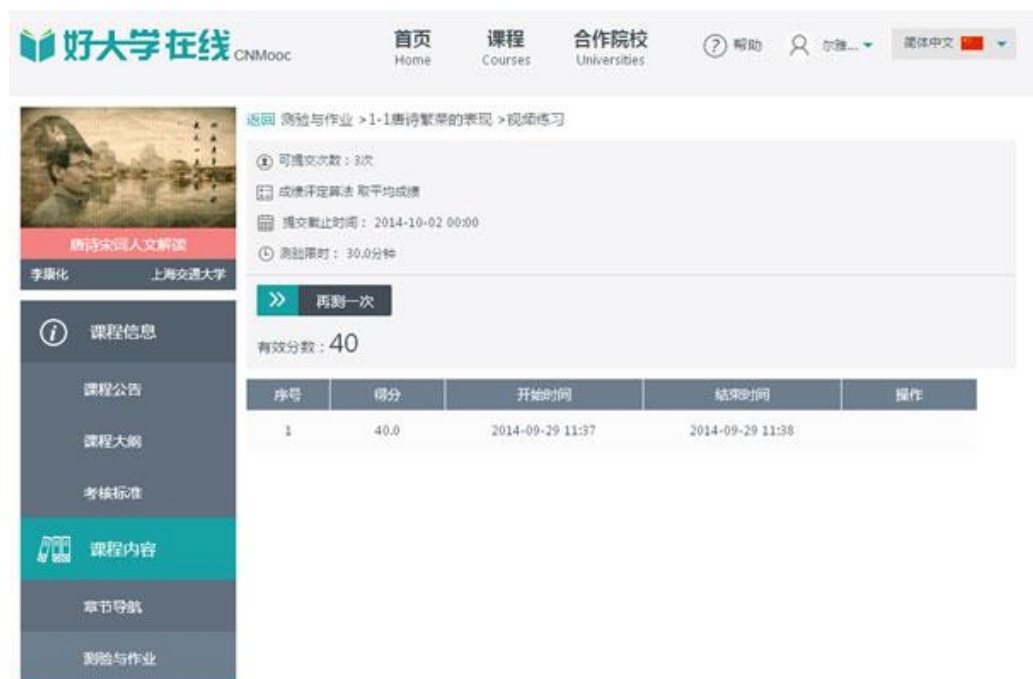 好大学在线 CNMooc
首页 课程 合作院校 帮助 尔雅... 简体中文
Home Courses Universities
返回 测验与作业 >1-1唐诗繁荣的表现 >视频练习
可提交次数：3次
成绩评定算法 取平均成绩
提交截止时间： 2014-10-02 00:00
测验限时： 30.0分钟
唐诗宋词人文解读
李康化 上海交通大学
再测一次
有效分数：40
序号 得分 开始时间 结束时间 操作
1 40.0 2014-09-29 11:37 2014-09-29 11:38
课程信息
课程公告
课程大纲
考核标准
课程内容
章节导航
测验与作业